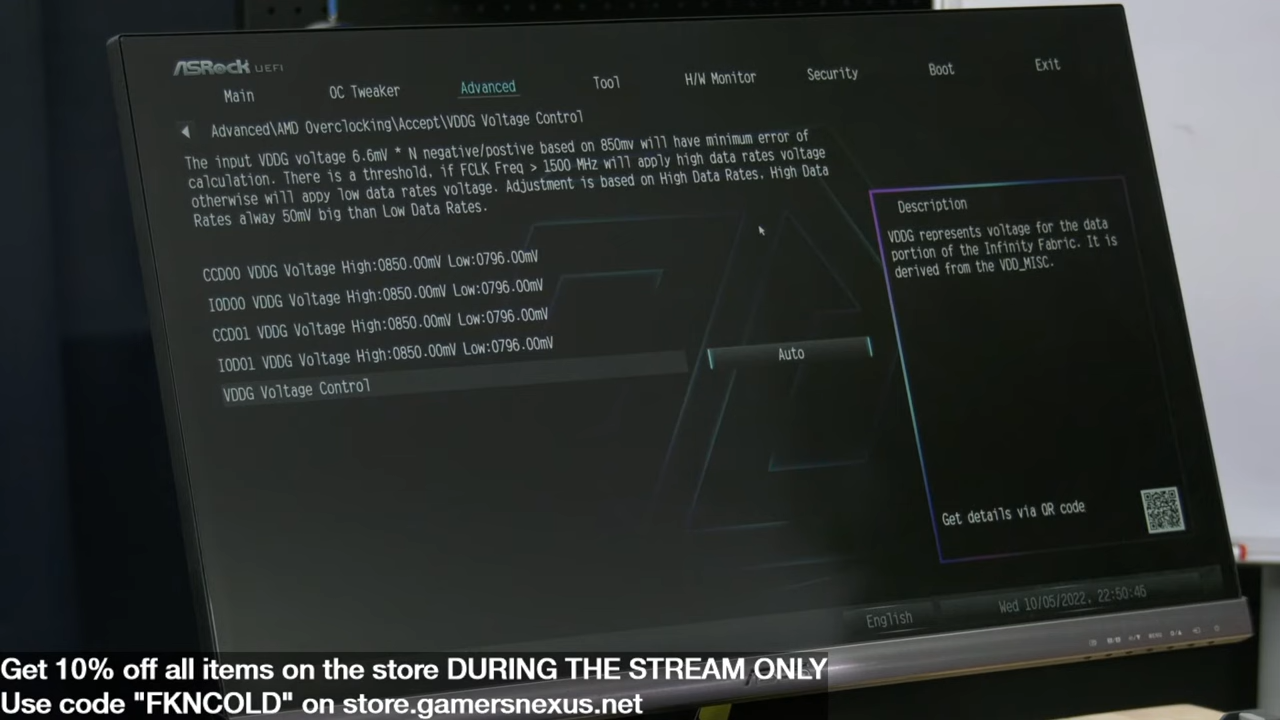 ASRock UEFI
Main OC Tweaker Advanced Tool H/W Monitor Security Boot Exit
Advanced\AMD Overclocking\Accept\VDDG Voltage Control
The input VDDG voltage 6.6mV * N negative/postive based on 850mv will have minimum error of
calculation. There is a threshold, if FCLK Freq > 1500 MHz will apply high data rates voltage
otherwise will appy low data rates voltage. Adjustment is based on High Data Rates. High Data
Rates alway 50mV big than Low Data Rates.
CCD00 VDDG Voltage High:0850.00mV Low:0796.00mV
IOD00 VDDG Voltage High:0850.00mV Low:0796.00mV
CCD01 VDDG Voltage High:0850.00mV Low:0796.00mV
IOD01 VDDG Voltage High:0850.00mV Low:0796.00mV
VDDG Voltage Control Auto
Description
VDDG represents voltage for the data
portion of the Infinity Fabric. It is
derived from the VDD_MISC.
Get details via QR code
English Wed 10/05/2022, 22:50:46
Get 10% off all items on the store DURING THE STREAM ONLY
Use code "FKNCOLD" on store.gamersnexus.net